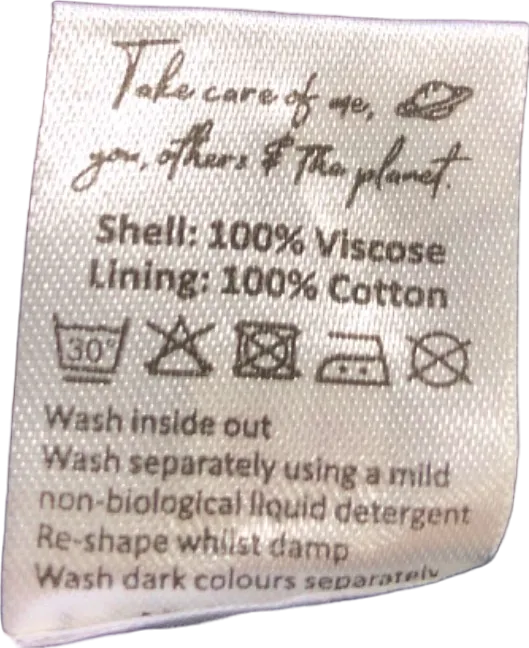 Take care of me,
you, others & The planet.
Shell: 100% Viscose
Lining: 100% Cotton
30°
Wash inside out
Wash separately using a mild
non-biological liquid detergent
Re-shape whilst damp
Wash dark colours separately